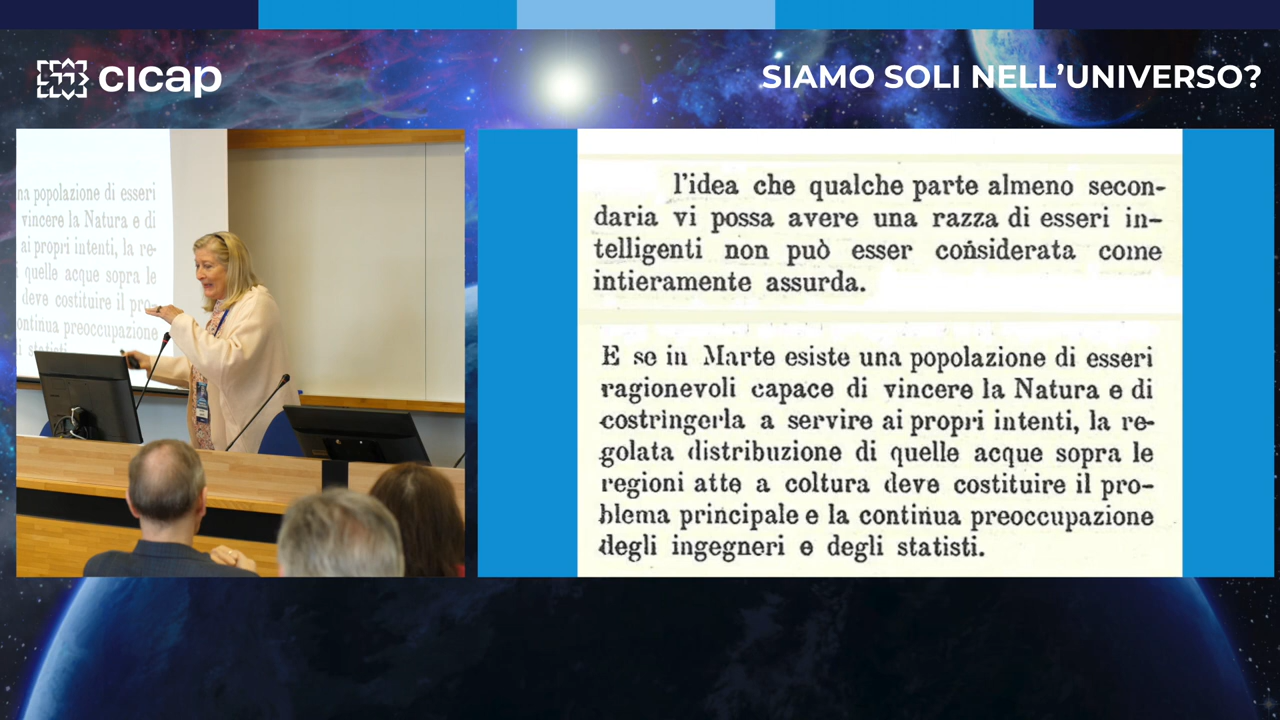 cicap
SIAMO SOLI NELL'UNIVERSO?
na popolazione di esseri
vincere la Natura e di
ai propri intenti, la re-
quelle acque sopra le
deve costituire il pro-
ontinua preoccupazione
l'idea che qualche parte almeno secon-
daria vi possa avere una razza di esseri in-
telligenti non può esser considerata come
intieramente assurda.
E se in Marte esiste una popolazione di esseri
ragionevoli capace di vincere la Natura e di
costringerla a servire ai propri intenti, la re-
golata distribuzione di quelle acque sopra le
regioni atte a coltura deve costituire il pro-
blema principale e la continua preoccupazione
degli ingegneri e degli statisti.